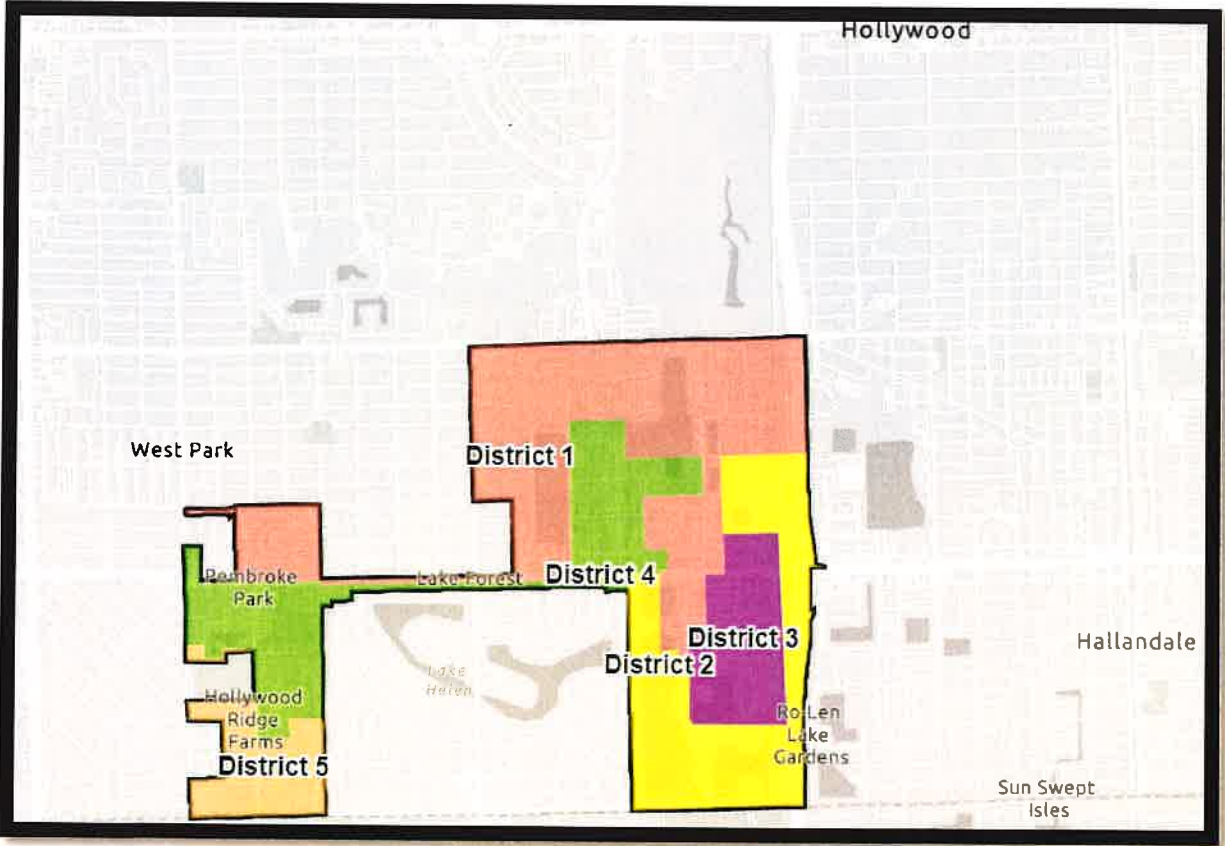 Hollywood
West Park
District 1
Pembroke
Park
Lake Forest
District 4
District 3
Hallandale
District 2
Lake
Helen
Hollywood
Ridge
Farms
Ro-Len
Lake
Gardens
District 5
Sun Swept
Isles